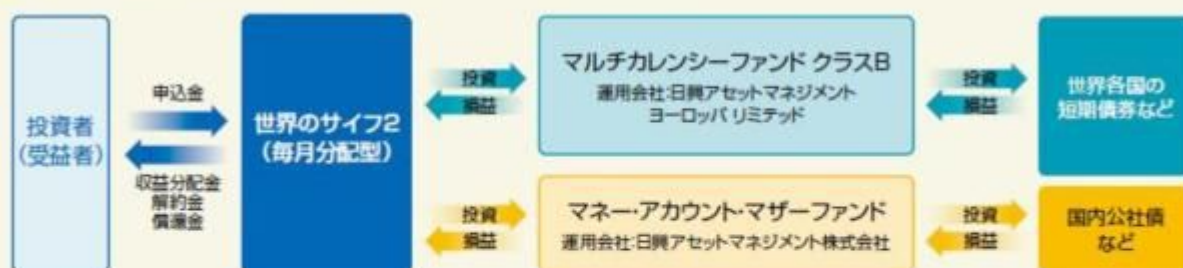 投資者
(受益者)
申込金
収益分配金
解約金
償還金
世界のサイフ2
(毎月分配型)
投資
損益
マルチカレンシーファンド クラスB
運用会社:日興アセットマネジメント
ヨーロッパ リミテッド
投資
損益
世界各国の
短期債券など
投資
損益
マネー・アカウント・マザーファンド
運用会社:日興アセットマネジメント株式会社
投資
損益
国内公社債
など